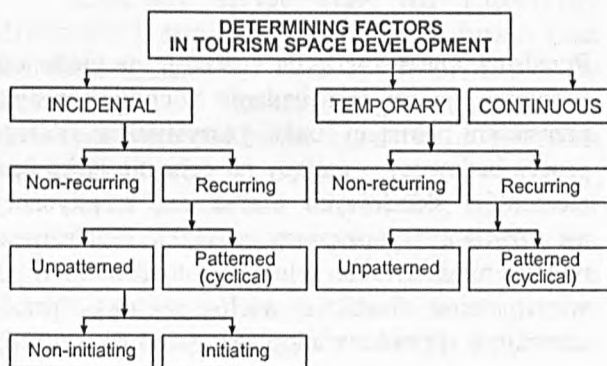 DETERMINING FACTORS
IN TOURISM SPACE DEVELOPMENT
INCIDENTAL
TEMPORARY
CONTINUOUS
Non-recurring
Recurring
Non-recurring
Recurring
Unpatterned
Patterned
(cyclical)
Unpatterned
Patterned
(cyclical)
Non-initiating
Initiating